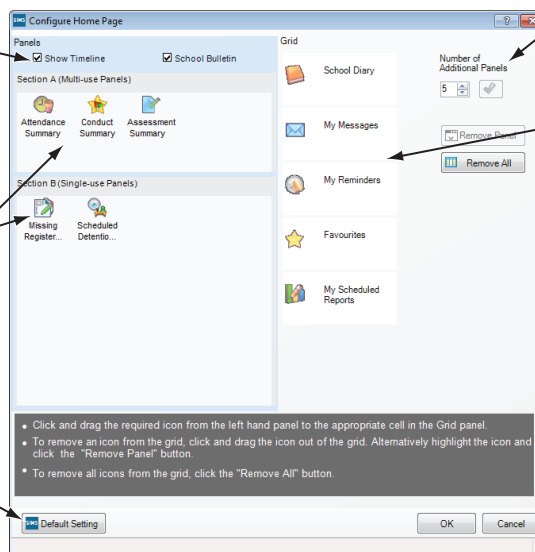 SIMS Configure Home Page
Panels
Show Timeline
School Bulletin
Section A (Multi-use Panels)
Attendance Summary
Conduct Summary
Assessment Summary
Section B (Single-use Panels)
Missing Register...
Scheduled Detentio...
Grid
School Diary
My Messages
My Reminders
Favourites
My Scheduled Reports
Number of
Additional Panels
5
Remove Panel
Remove All
• Click and drag the required icon from the left hand panel to the appropriate cell in the Grid panel.
• To remove an icon from the grid, click and drag the icon out of the grid. Alternatively highlight the icon and
click the "Remove Panel" button.
• To remove all icons from the grid, click the "Remove All" button.
SIMS Default Setting
OK
Cancel